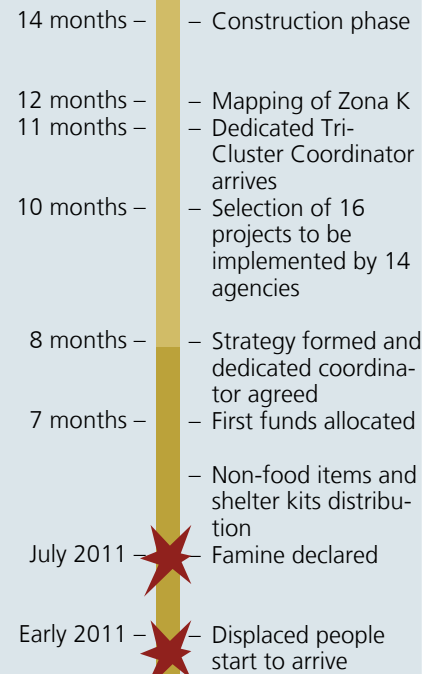 14 months – – Construction phase
12 months – – Mapping of Zona K
11 months – – Dedicated Tri-
Cluster Coordinator
arrives
10 months – – Selection of 16
projects to be
implemented by 14
agencies
8 months – – Strategy formed and
dedicated coordina-
tor agreed
7 months – – First funds allocated
– Non-food items and
shelter kits distribu-
tion
July 2011 – – Famine declared
Early 2011 – – Displaced people
start to arrive